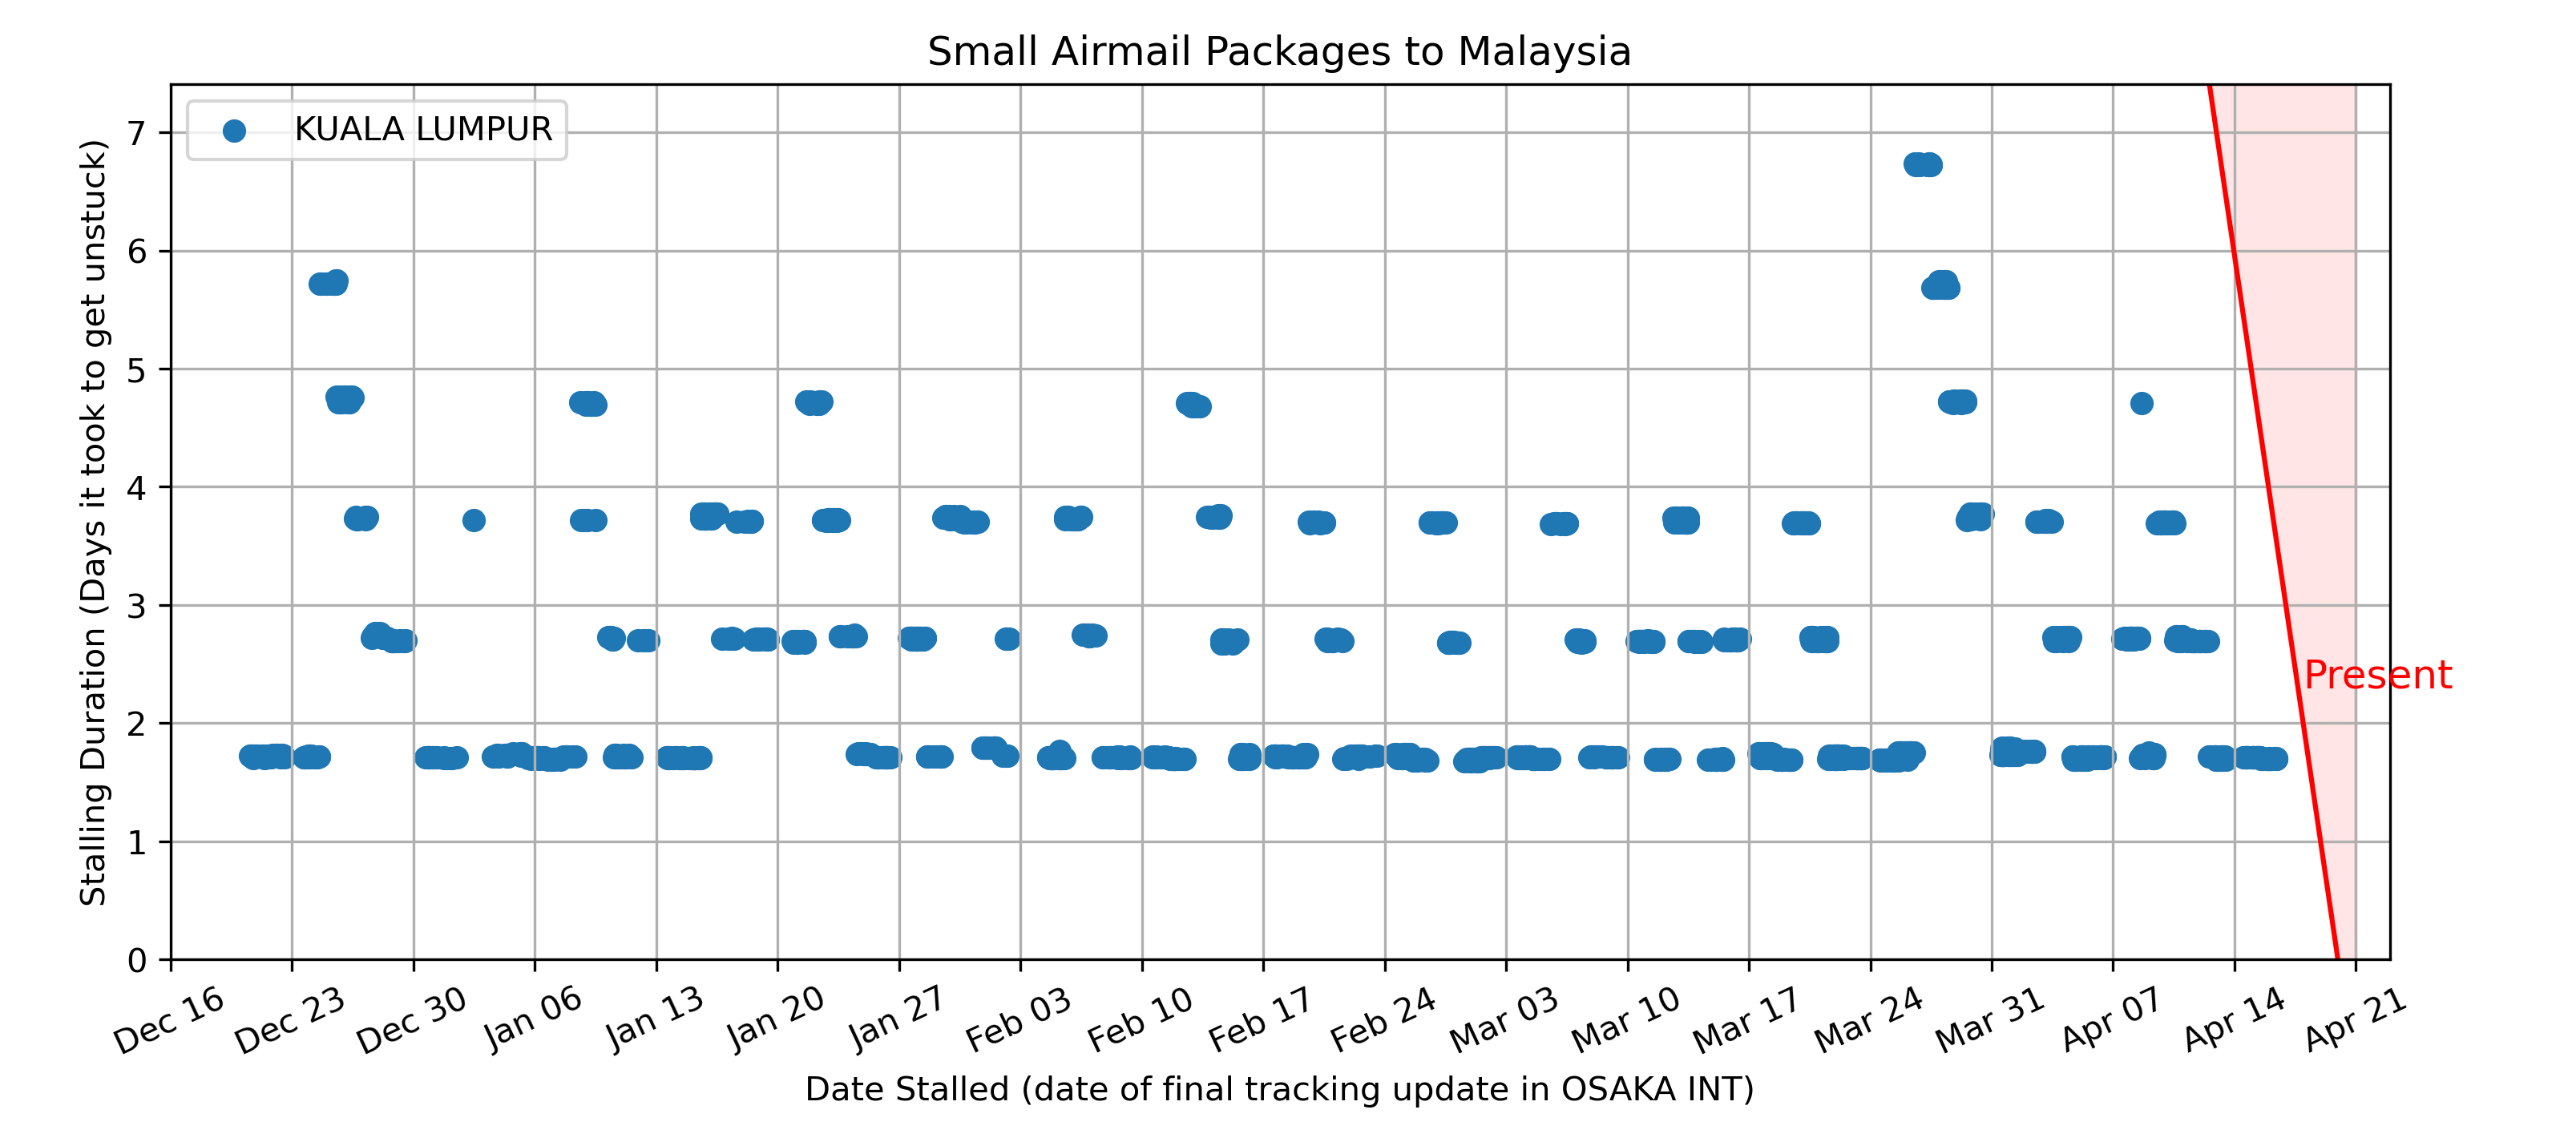 Small Airmail Packages to Malaysia
KUALA LUMPUR
Stalling Duration (Days it took to get unstuck)
7
6
5
4
3
2
1
0
Present
Dec 16
Dec 23
Dec 30
Jan 06
Jan 13
Jan 20
Jan 27
Feb 03
Feb 10
Feb 17
Feb 24
Mar 03
Mar 10
Mar 17
Mar 24
Mar 31
Apr 07
Apr 14
Apr 21
Date Stalled (date of final tracking update in OSAKA INT)